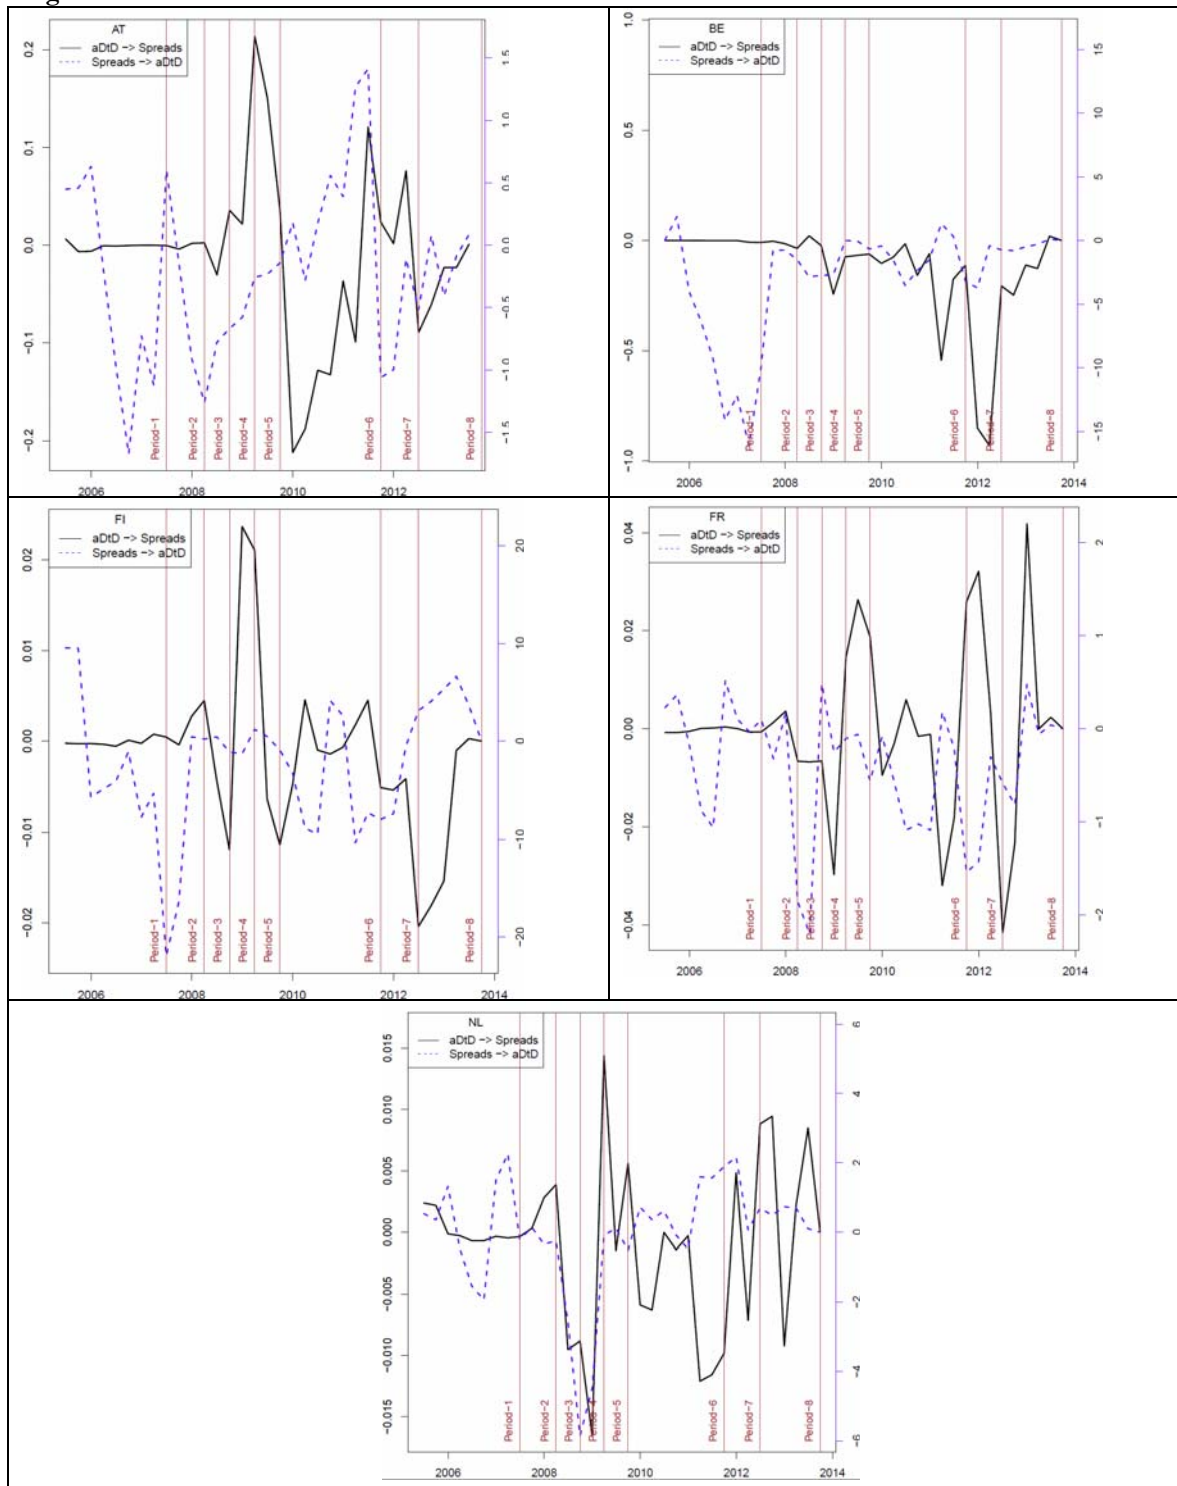 AT
aDtD −> Spreads
Spreads −> aDtD
0.2
0.1
0.0
−0.1
−0.2
1.5
1.0
0.5
0.0
−0.5
−1.0
−1.5
Period−1
Period−2
Period−3
Period−4
Period−5
Period−6
Period−7
Period−8
2006
2008
2010
2012
BE
aDtD −> Spreads
Spreads −> aDtD
1.0
0.5
0.0
−0.5
−1.0
15
10
5
0
−5
−10
−15
Period−1
Period−2
Period−3
Period−4
Period−5
Period−6
Period−7
Period−8
2006
2008
2010
2012
2014
FI
aDtD −> Spreads
Spreads −> aDtD
0.02
0.01
0.00
−0.01
−0.02
20
10
0
−10
−20
Period−1
Period−2
Period−3
Period−4
Period−5
Period−6
Period−7
Period−8
2006
2008
2010
2012
2014
FR
aDtD −> Spreads
Spreads −> aDtD
0.04
0.02
0.00
−0.02
−0.04
2
1
0
−1
−2
Period−1
Period−2
Period−3
Period−4
Period−5
Period−6
Period−7
Period−8
2006
2008
2010
2012
2014
NL
aDtD −> Spreads
Spreads −> aDtD
0.015
0.010
0.005
0.000
−0.005
−0.010
−0.015
6
4
2
0
−2
−4
−6
Period−1
Period−2
Period−3
Period−4
Period−5
Period−6
Period−7
Period−8
2006
2008
2010
2012
2014